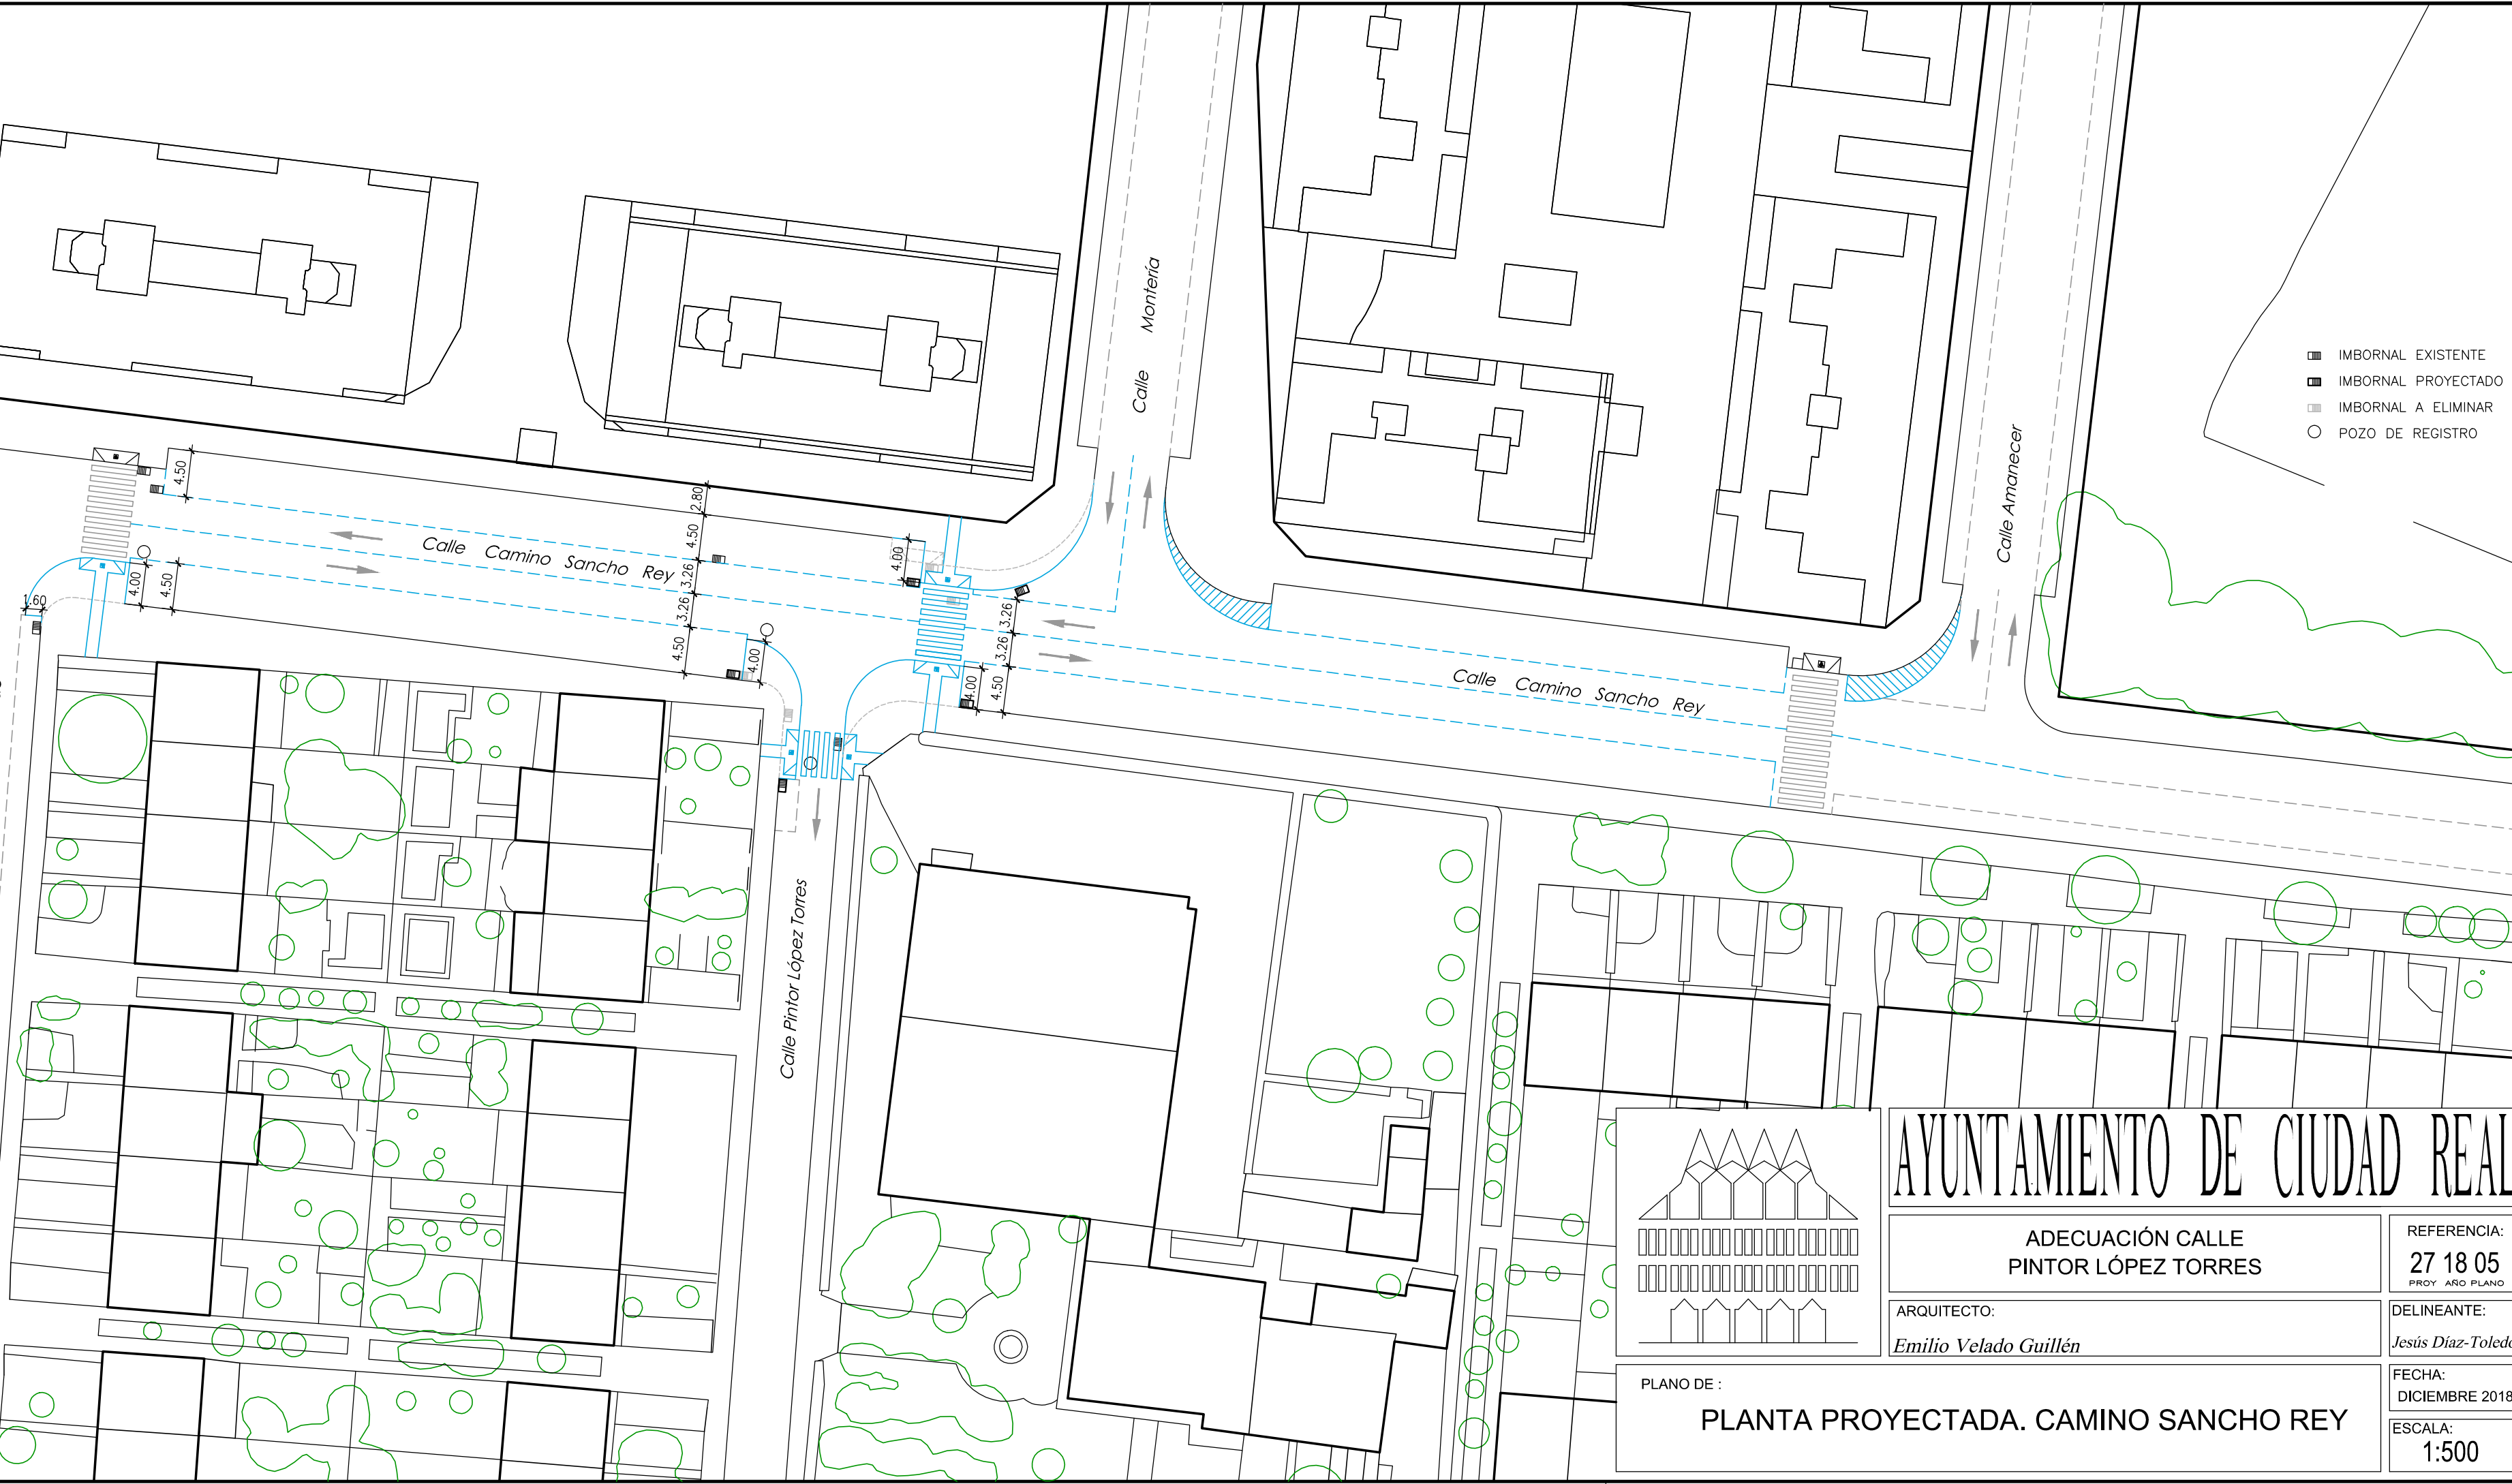 Calle Montería
IMBORNAL EXISTENTE
IMBORNAL PROYECTADO
IMBORNAL A ELIMINAR
POZO DE REGISTRO
Calle Amanecer
4.50
2.80
4.50
3.26
3.26
4.50
Calle Camino Sancho Rey
4.00
4.00
4.50
1.60
4.00
3.26
3.26
4.00
4.50
Calle Camino Sancho Rey
Calle Pintor López Torres
AYUNTAMIENTO DE CIUDAD REAL
ADECUACIÓN CALLE
PINTOR LÓPEZ TORRES
REFERENCIA:
27 18 05
PROY AÑO PLANO
ARQUITECTO:
Emilio Velado Guillén
DELINEANTE:
Jesús Díaz-Toledo
PLANO DE :
PLANTA PROYECTADA. CAMINO SANCHO REY
FECHA:
DICIEMBRE 2018
ESCALA:
1:500